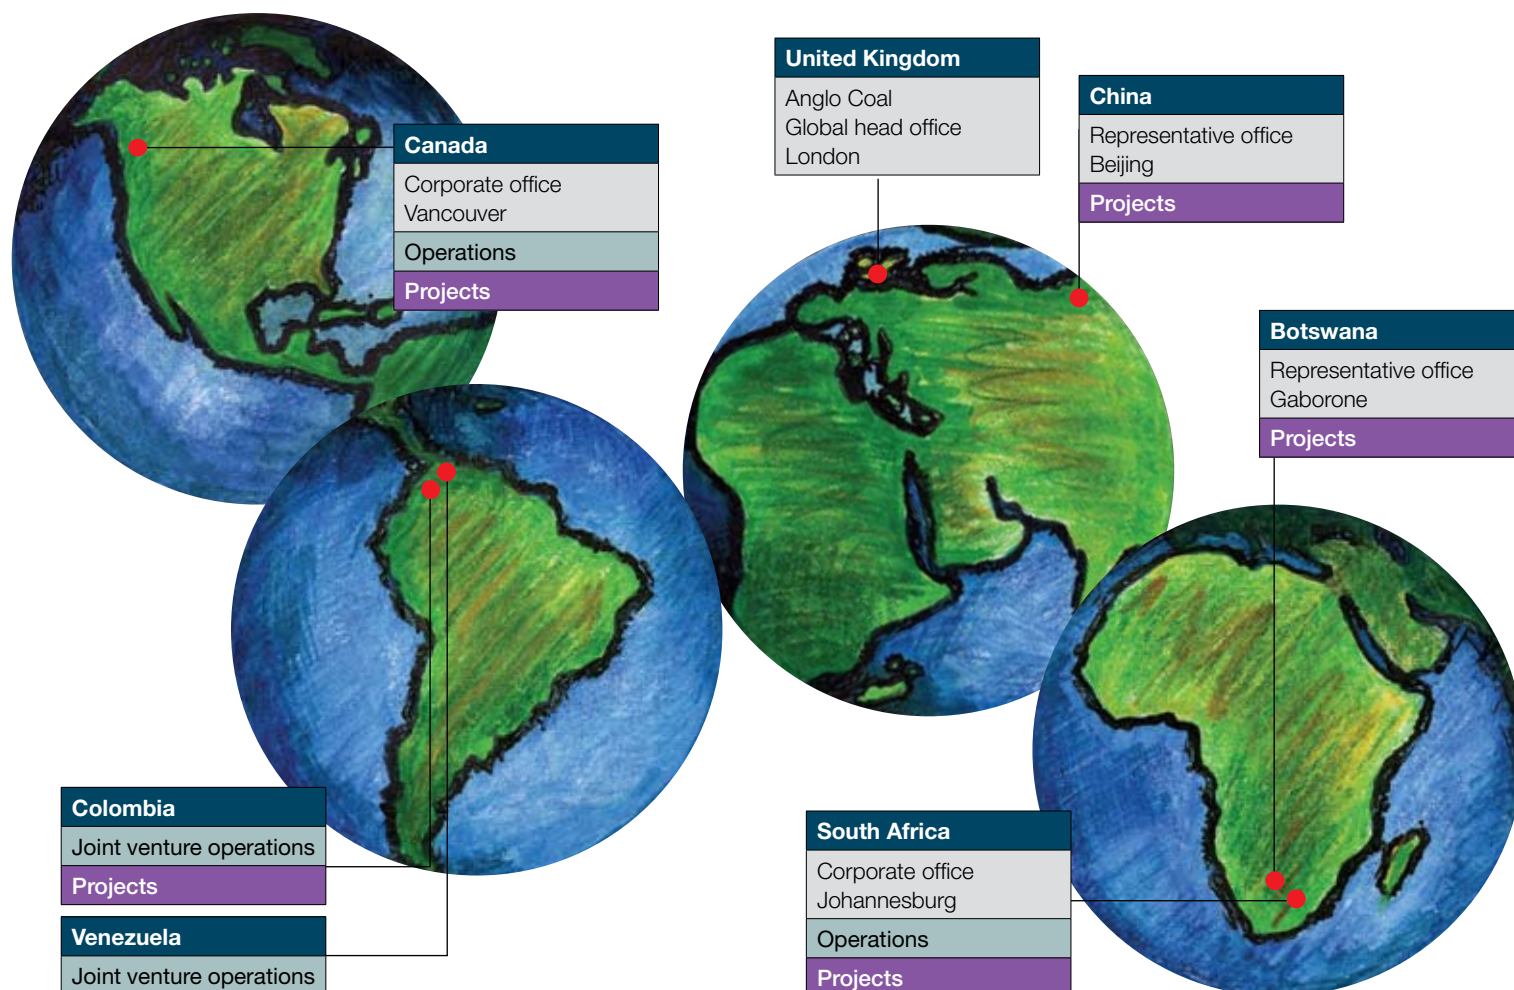 Canada
Corporate office
Vancouver
Operations
Projects
United Kingdom
Anglo Coal
Global head office
London
China
Representative office
Beijing
Projects
Botswana
Representative office
Gaborone
Projects
Colombia
Joint venture operations
Projects
Venezuela
Joint venture operations
South Africa
Corporate office
Johannesburg
Operations
Projects